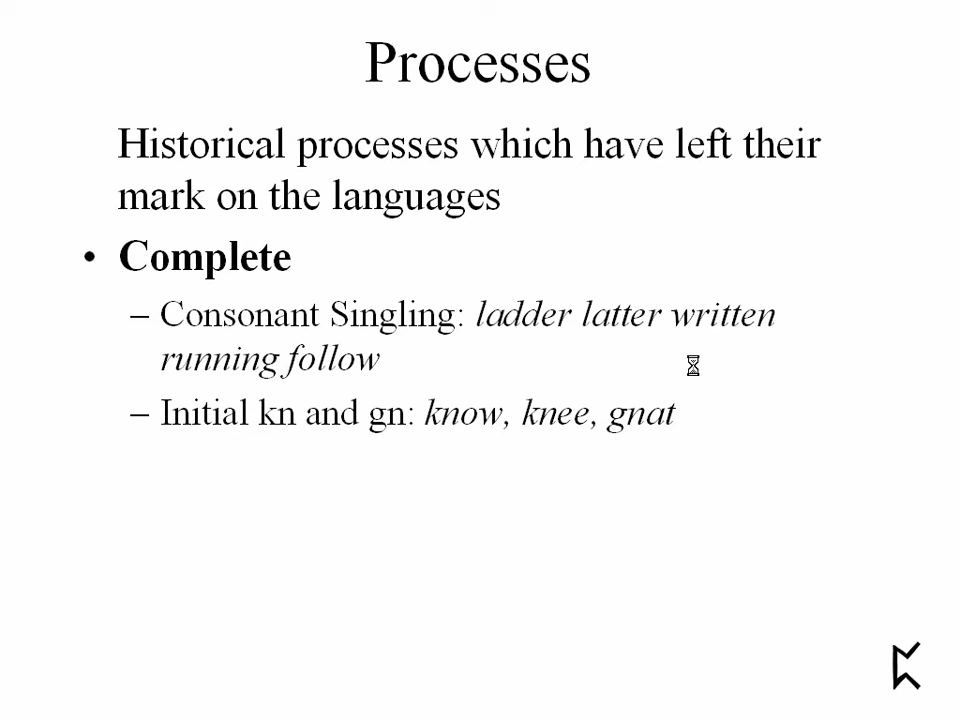 Processes
Historical processes which have left their
mark on the languages
• Complete
– Consonant Singling: ladder latter written
running follow
– Initial kn and gn: know, knee, gnat